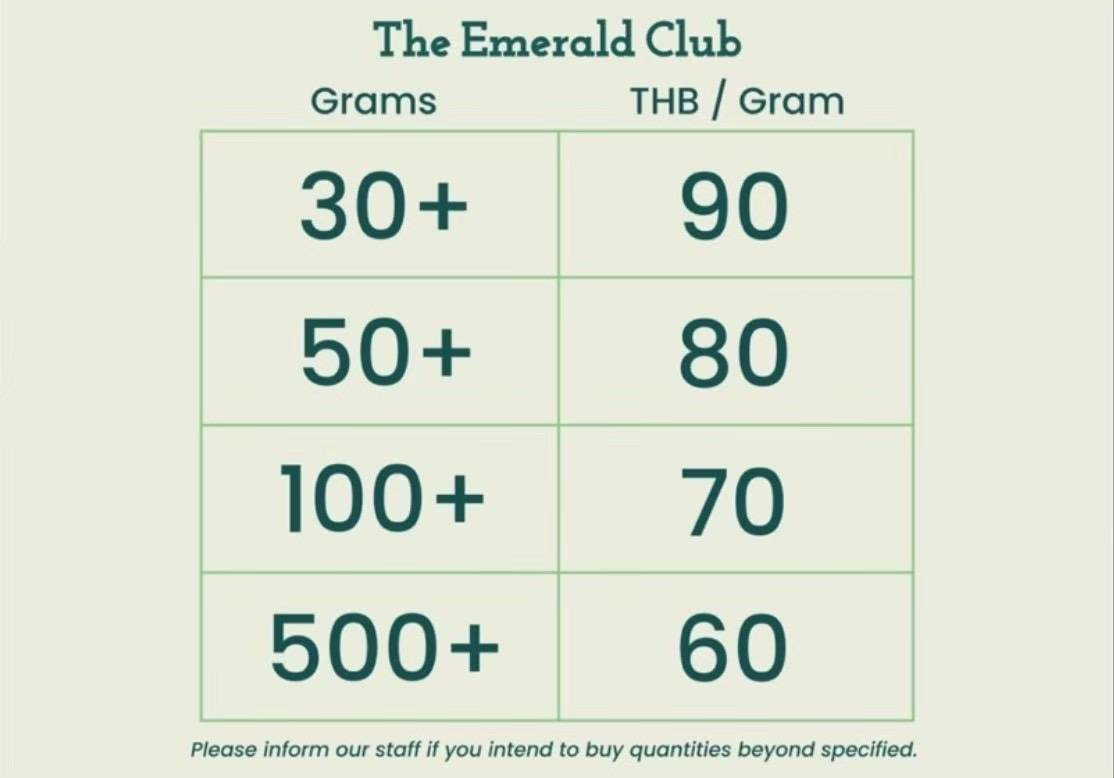 The Emerald Club
Grams THB / Gram
30+ 90
50+ 80
100+ 70
500+ 60
Please inform our staff if you intend to buy quantities beyond specified.